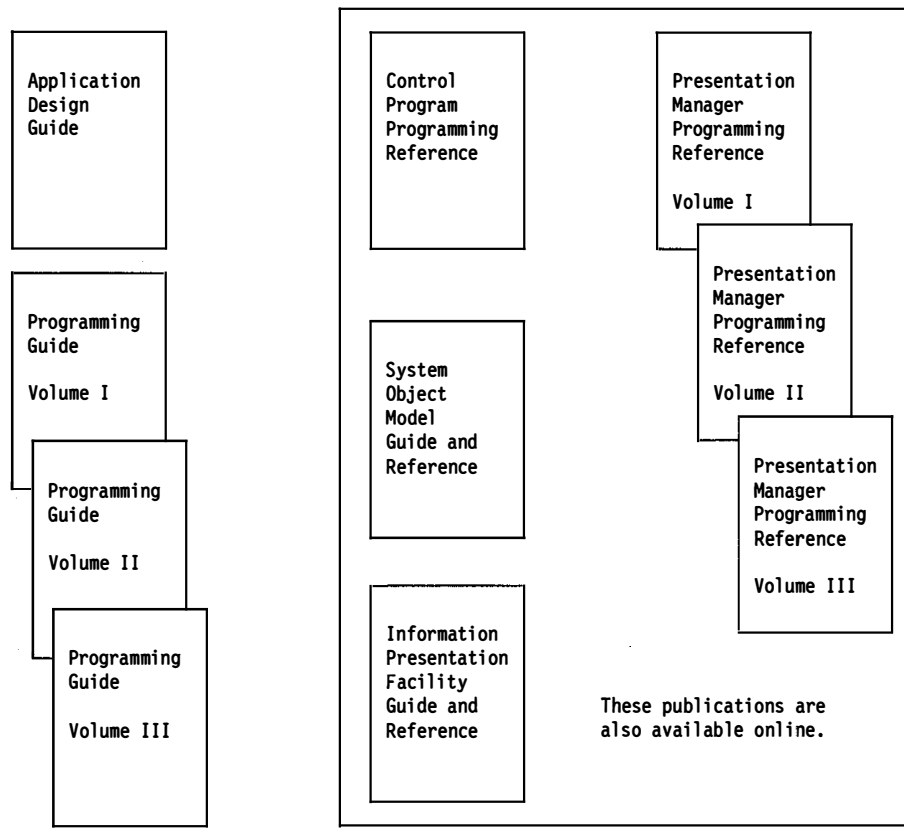 Application
Design
Guide
Programming
Guide
Volume I
Programming
Guide
Volume II
Programming
Guide
Volume III
Control
Program
Programming
Reference
System
Object
Model
Guide and
Reference
Information
Presentation
Facility
Guide and
Reference
Presentation
Manager
Programming
Reference
Volume I
Presentation
Manager
Programming
Reference
Volume II
Presentation
Manager
Programming
Reference
Volume III
These publications are
also available online.